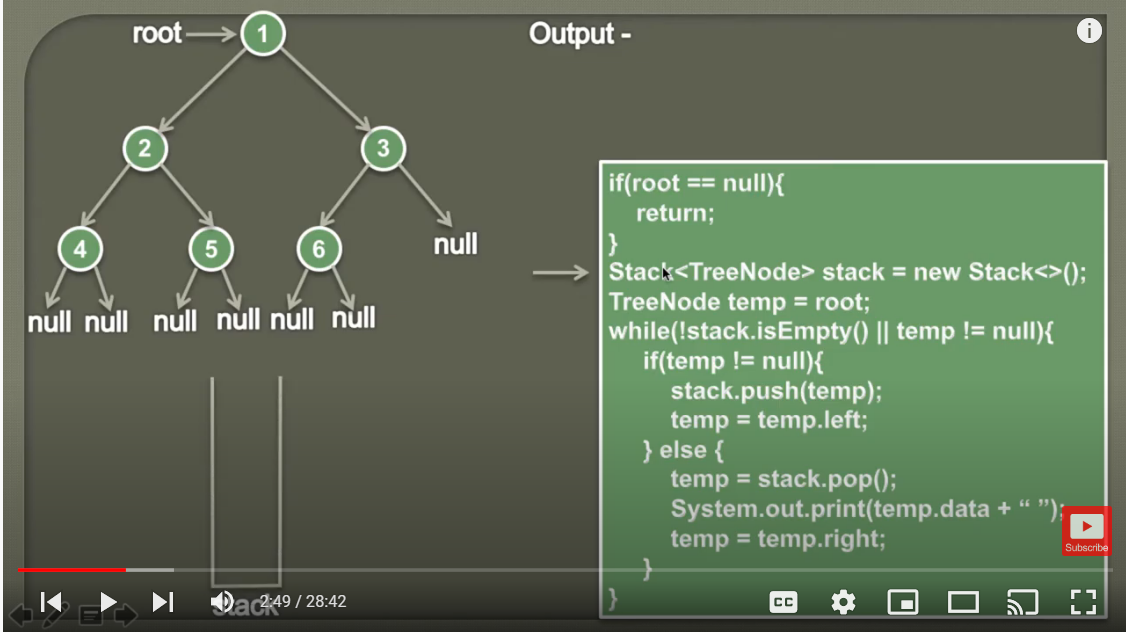 root
1
Output -
2
3
4
5
6
null
null
null
null
null
null
null
if(root == null){
return;
}
Stack<TreeNode> stack = new Stack<>();
TreeNode temp = root;
while(!stack.isEmpty() || temp != null){
if(temp != null){
stack.push(temp);
temp = temp.left;
} else {
temp = stack.pop();
System.out.print(temp.data + “ ”);
temp = temp.right;
}
}
stack
Subscribe
2:49 / 28:42
CC
i